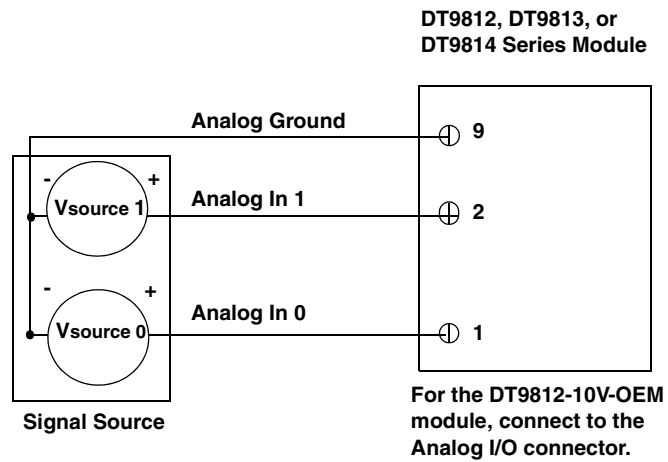 DT9812, DT9813, or
DT9814 Series Module
Analog Ground
9
- +
Vsource 1
Analog In 1
2
- +
Vsource 0
Analog In 0
1
Signal Source
For the DT9812-10V-OEM
module, connect to the
Analog I/O connector.